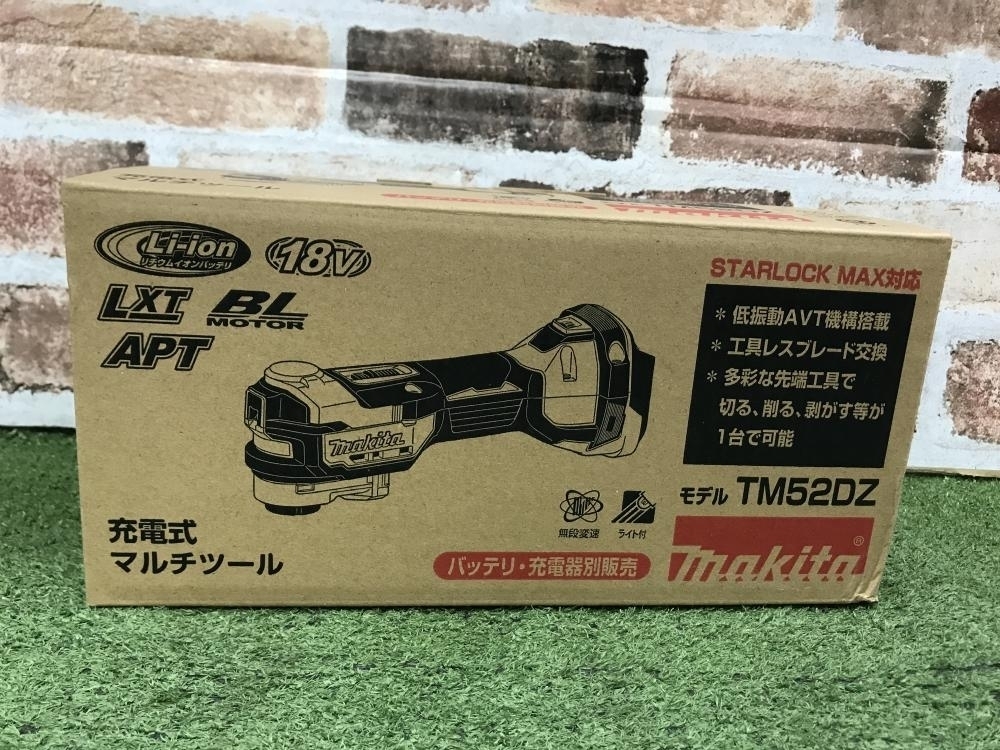 Li-ion
リチウムイオンバッテリ
18V
LXT
BL
MOTOR
APT
STARLOCK MAX対応
* 低振動AVT機構搭載
* 工具レスブレード交換
* 多彩な先端工具で
切る、削る、剥がす等が
1台で可能
makita
モデル TM52DZ
無段変速
ライト付
充電式
マルチツール
バッテリ・充電器別販売
makita®